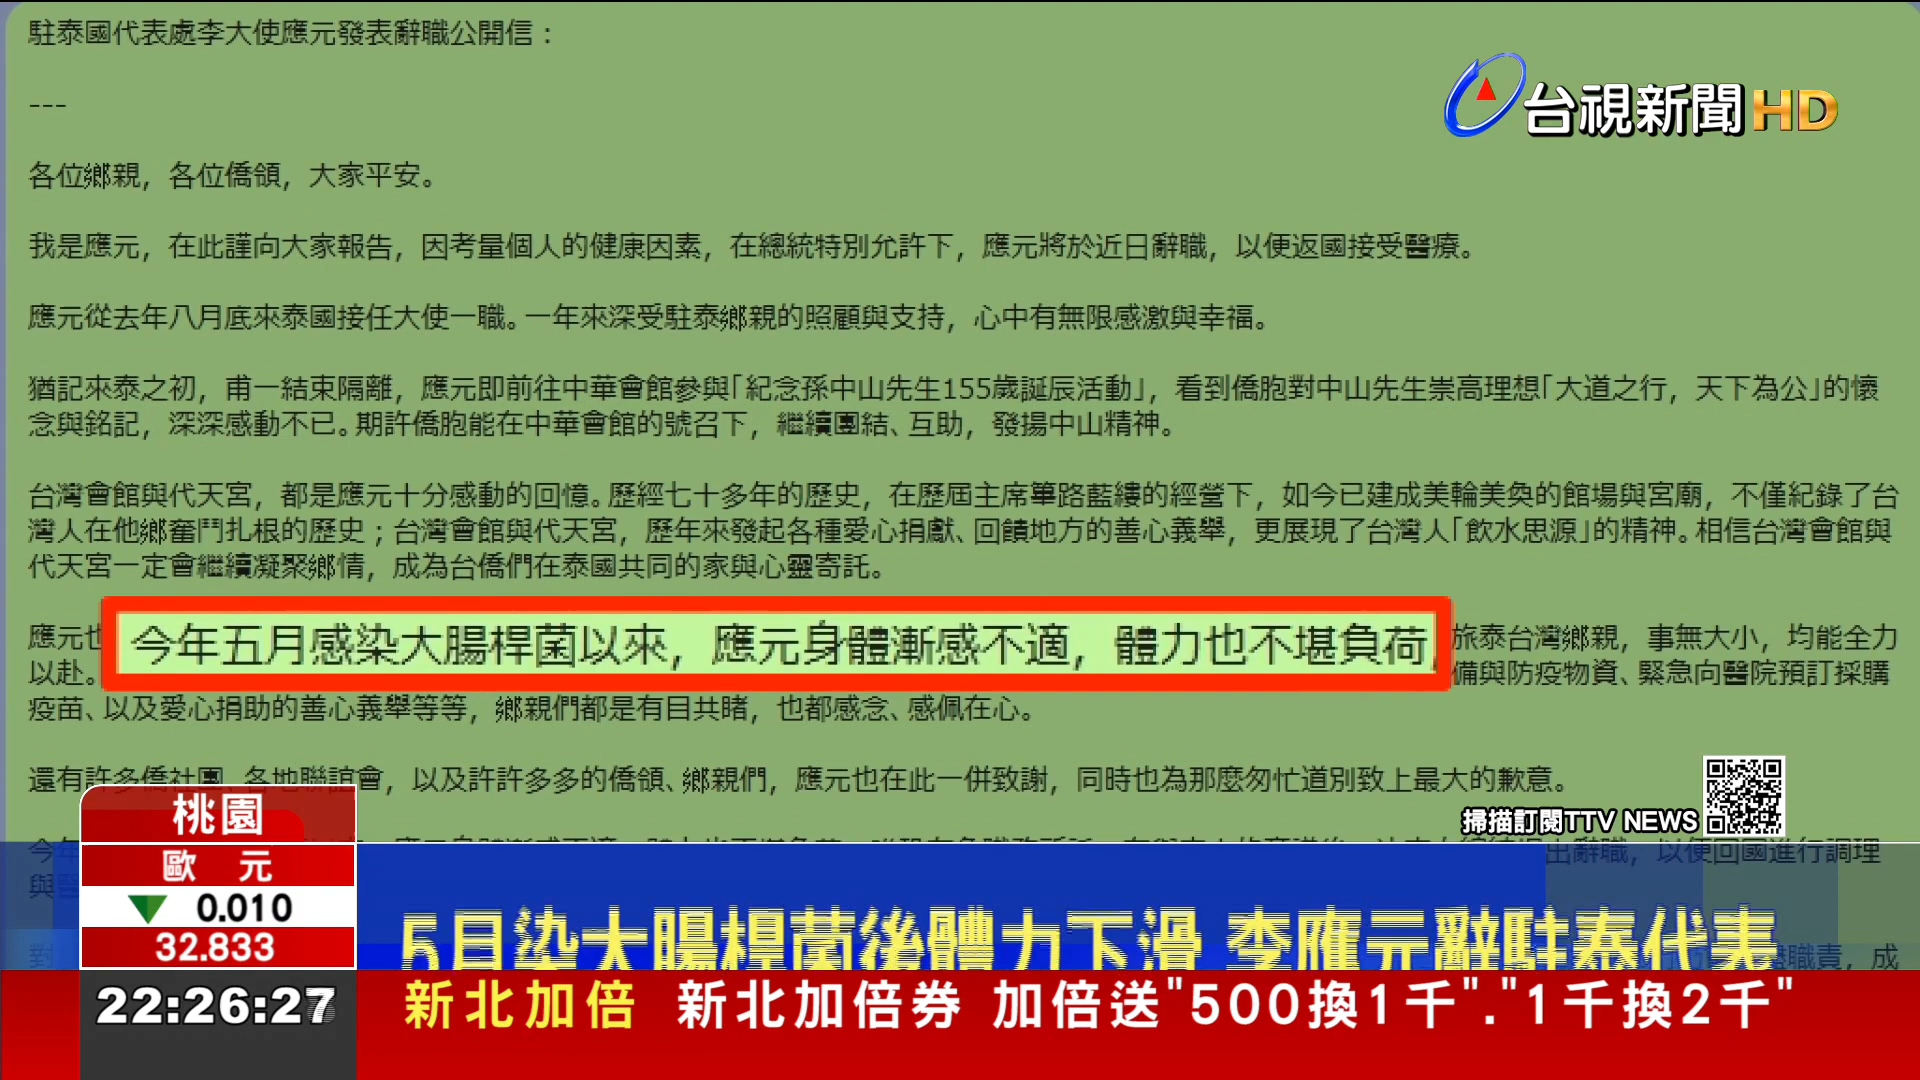 駐泰國代表處李大使應元發表辭職公開信：
---
台視新聞HD
各位鄉親，各位僑領，大家平安。
我是應元，在此謹向大家報告，因考量個人的健康因素，在總統特別允許下，應元將於近日辭職，以便返國接受醫療。
應元從去年八月底來泰國接任大使一職。一年來深受駐泰鄉親的照顧與支持，心中有無限感激與幸福。
猶記來泰之初，甫一結束隔離，應元即前往中華會館參與「紀念孫中山先生155歲誕辰活動」，看到僑胞對中山先生崇高理想「大道之行，天下為公」的懷
念與銘記，深深感動不已。期許僑胞能在中華會館的號召下，繼續團結、互助，發揚中山精神。
台灣會館與代天宮，都是應元十分感動的回憶。歷經七十多年的歷史，在歷屆主席篳路藍縷的經營下，如今已建成美輪美奐的館場與宮廟，不僅紀錄了台
灣人在他鄉奮鬥扎根的歷史；台灣會館與代天宮，歷年來發起各種愛心捐獻、回饋地方的善心義舉，更展現了台灣人「飲水思源」的精神。相信台灣會館與
代天宮一定會繼續凝聚鄉情，成為台僑們在泰國共同的家與心靈寄託。
應元也
今年五月感染大腸桿菌以來，應元身體漸感不適，體力也不堪負荷，
旅泰台灣鄉親，事無大小，均能全力
以赴。
備與防疫物資、緊急向醫院預訂採購
疫苗、以及愛心捐助的善心義舉等等，鄉親們都是有目共睹，也都感念、感佩在心。
還有許多僑社團、各地聯誼會，以及許許多多的僑領、鄉親們，應元也在此一併致謝，同時也為那麼匆忙道別致上最大的歉意。
掃描訂閱TTV NEWS
今年
出辭職，以便回國進行調理
與醫
對
職責，成
桃園
歐 元
0.010
32.833
22:26:27
5月染大腸桿菌後體力下滑 李應元辭駐泰代表
新北加倍 新北加倍券 加倍送"500換1千"."1千換2千"